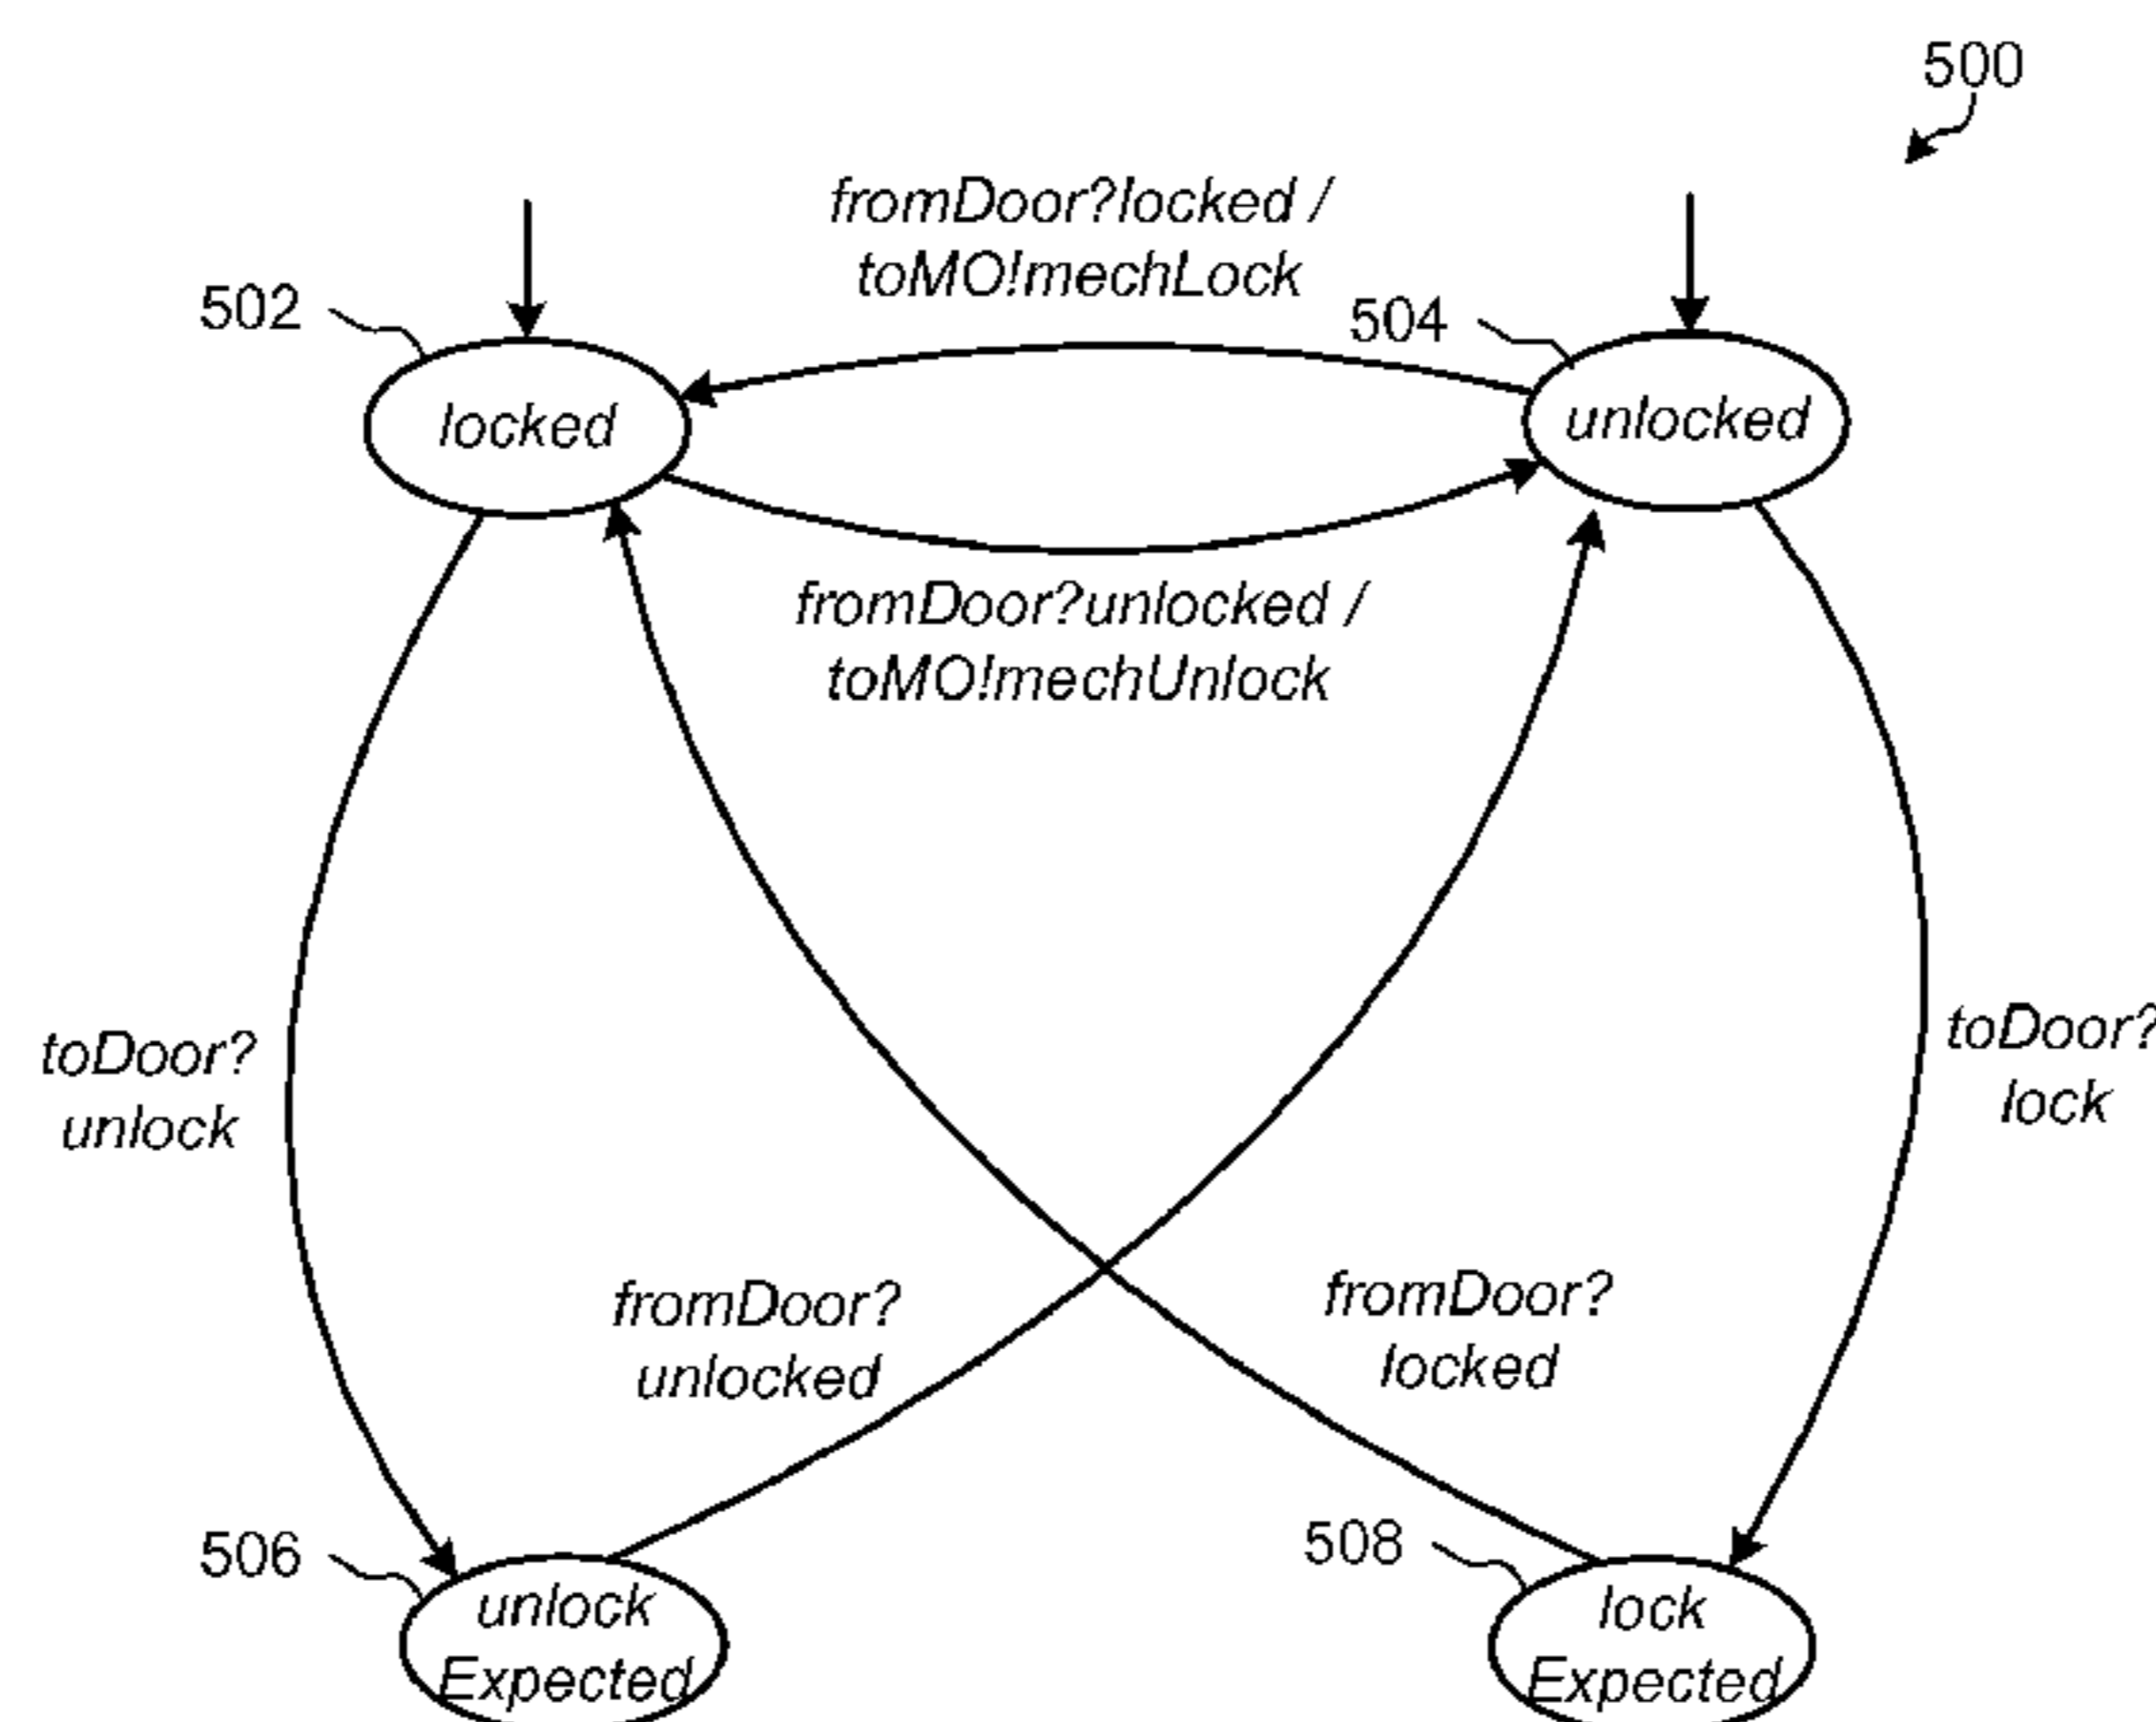 500
fromDoor?locked /
toMO!mechLock
502
504
locked
unlocked
fromDoor?unlocked /
toMO!mechUnlock
toDoor?
unlock
toDoor?
lock
fromDoor?
unlocked
fromDoor?
locked
506
508
unlock
Expected
lock
Expected